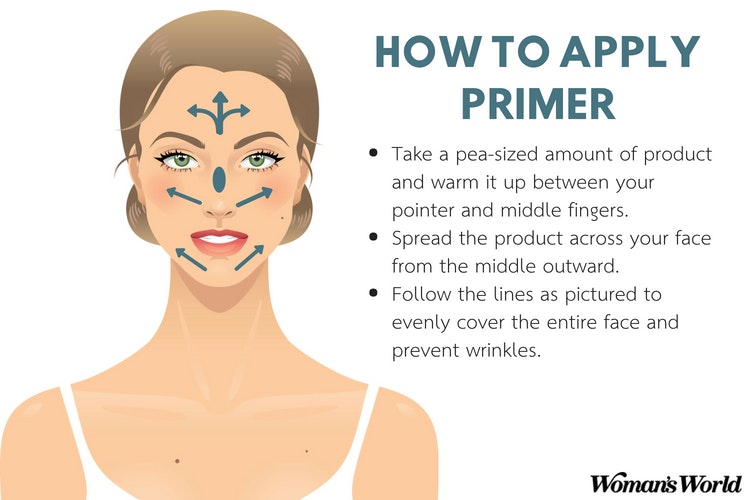 HOW TO APPLY
PRIMER
• Take a pea-sized amount of product
and warm it up between your
pointer and middle fingers.
• Spread the product across your face
from the middle outward.
• Follow the lines as pictured to
evenly cover the entire face and
prevent wrinkles.
Woman's World